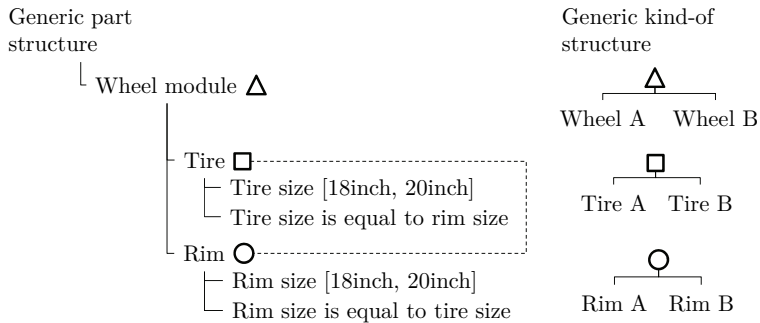 Generic part
structure
Wheel module
Tire
Tire size [18inch, 20inch]
Tire size is equal to rim size
Rim
Rim size [18inch, 20inch]
Rim size is equal to tire size
Generic kind-of
structure
Wheel A Wheel B
Tire A Tire B
Rim A Rim B